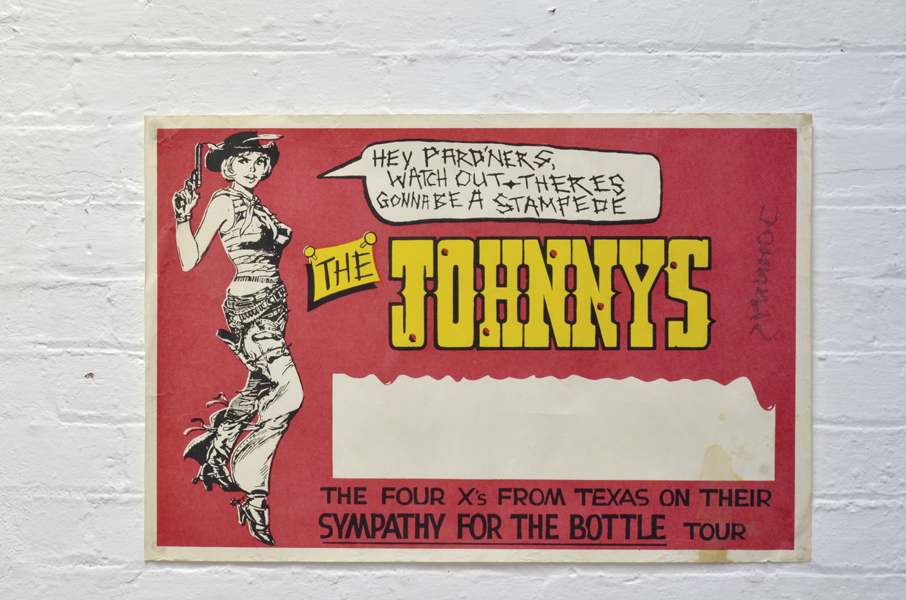 HEY PARD'NERS,
WATCH OUT THERES
GONNA BE A STAMPEDE
THE
JOHNNYS
THE FOUR X's FROM TEXAS ON THEIR
SYMPATHY FOR THE BOTTLE TOUR